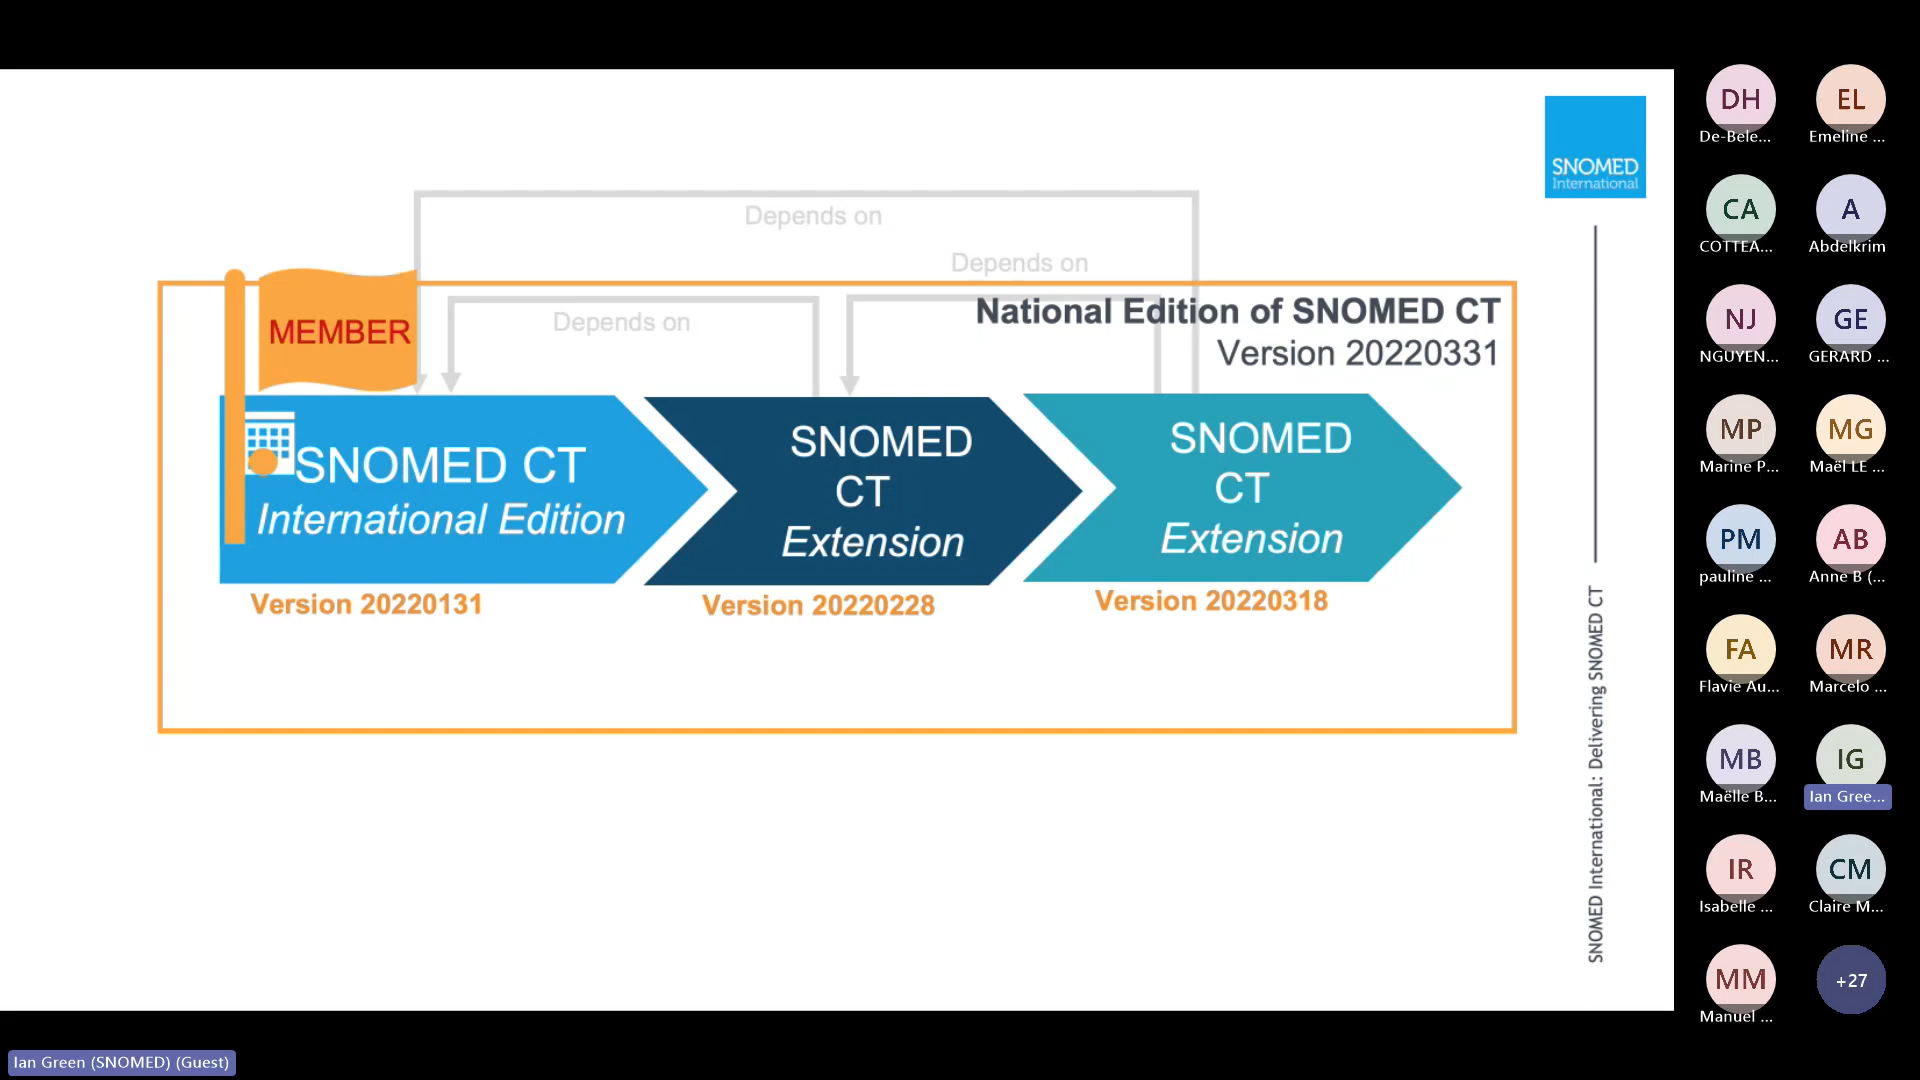 Depends on
Depends on
National Edition of SNOMED CT
Depends on
MEMBER
Version 20220331
SNOMED CT
International Edition
SNOMED
CT
Extension
SNOMED
CT
Extension
Version 20220131
Version 20220228
Version 20220318
SNOMED
International
SNOMED International: Delivering SNOMED CT
DH
De-Bele...
EL
Emeline ...
CA
COTTEA...
A
Abdelkrim
NJ
NGUYEN...
GE
GERARD ...
MP
Marine P...
MG
Maël LE ...
PM
pauline ...
AB
Anne B (...
FA
Flavie Au...
MR
Marcelo ...
MB
Maëlle B...
IG
Ian Gree...
IR
Isabelle ...
CM
Claire M...
MM
Manuel ...
+27
Ian Green (SNOMED) (Guest)